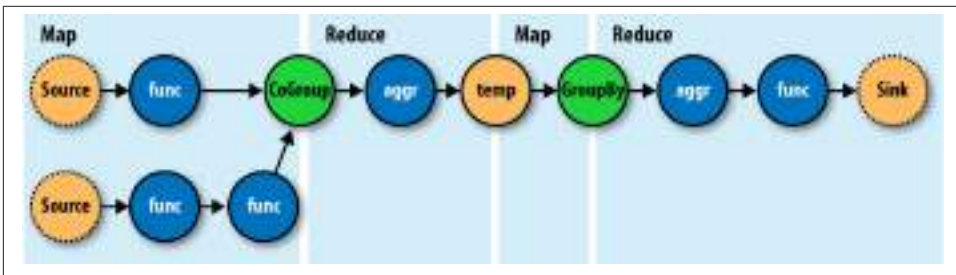 Map Reduce Map Reduce
Source func CoGroup aggr temp GroupBy aggr func Sink
Source func func